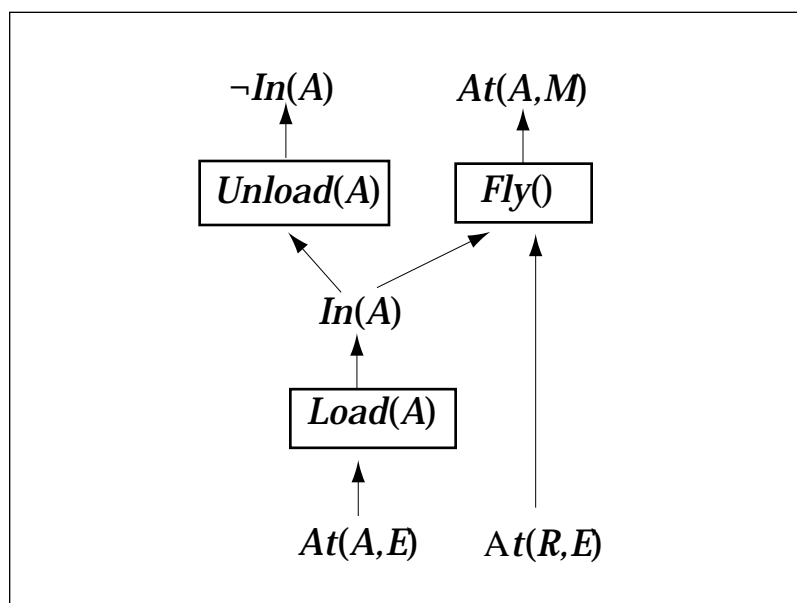 ¬In(A) At(A,M)
Unload(A) Fly()
In(A)
Load(A)
At(A,E) At(R,E)